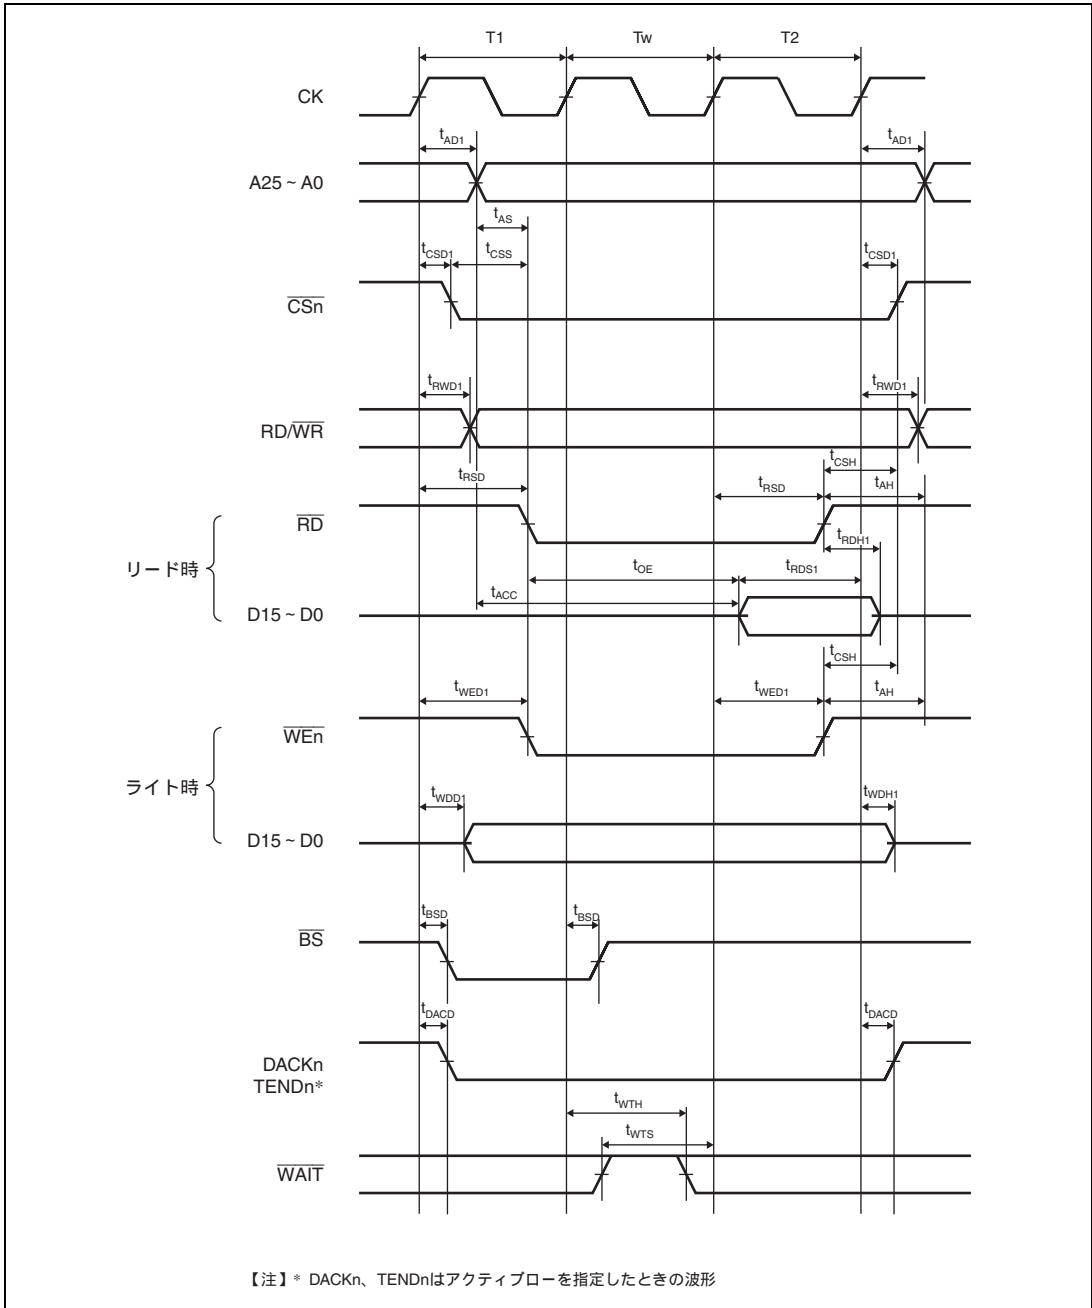 T1 Tw T2
CK
tAD1 tAD1
A25 ~ A0
tAS
tCSD1 tCSS tCSD1
CSn
tRWD1 tRWD1
RD/WR
tCSH
tRSD tRSD tAH
RD
tRDH1
リード時
tOE tRDS1
tACC
D15 ~ D0
tCSH
tWED1 tWED1 tAH
WEn
ライト時
tWDD1 tWDH1
D15 ~ D0
tBSD tBSD
BS
tDACD tDACD
DACKn
TENDn*
tWTH
tWTS
WAIT
【注】* DACKn、TENDnはアクティブローを指定したときの波形